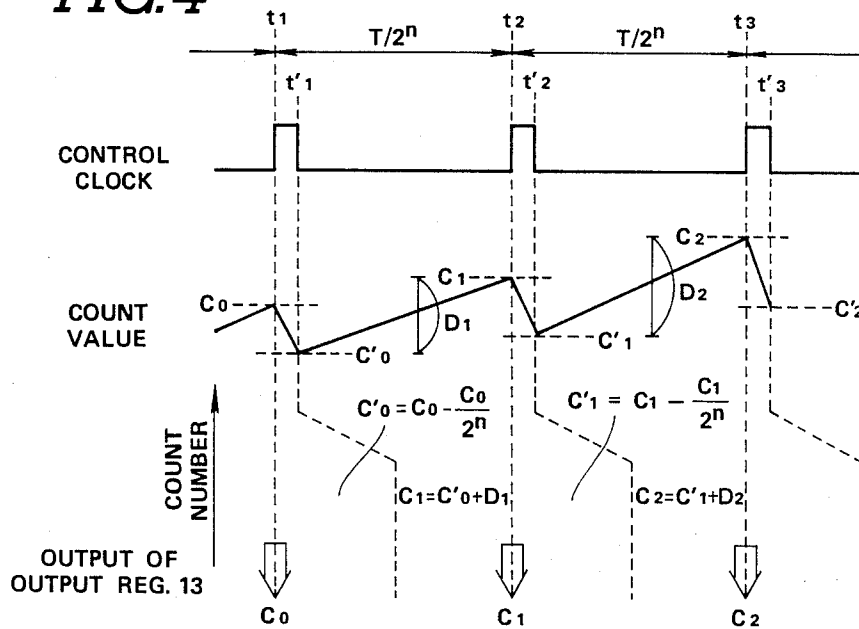 FIG. 4
t1 t2 t3
T/2ⁿ T/2ⁿ
t'1 t'2 t'3
CONTROL
CLOCK
C2
C1
D2
C0
D1
C'2
COUNT
VALUE
C'1
C'0
C'0 = C0 - C0/2ⁿ
C'1 = C1 - C1/2ⁿ
COUNT
NUMBER
C1=C'0+D1
C2=C'1+D2
OUTPUT OF
OUTPUT REG. 13
C0 C1 C2